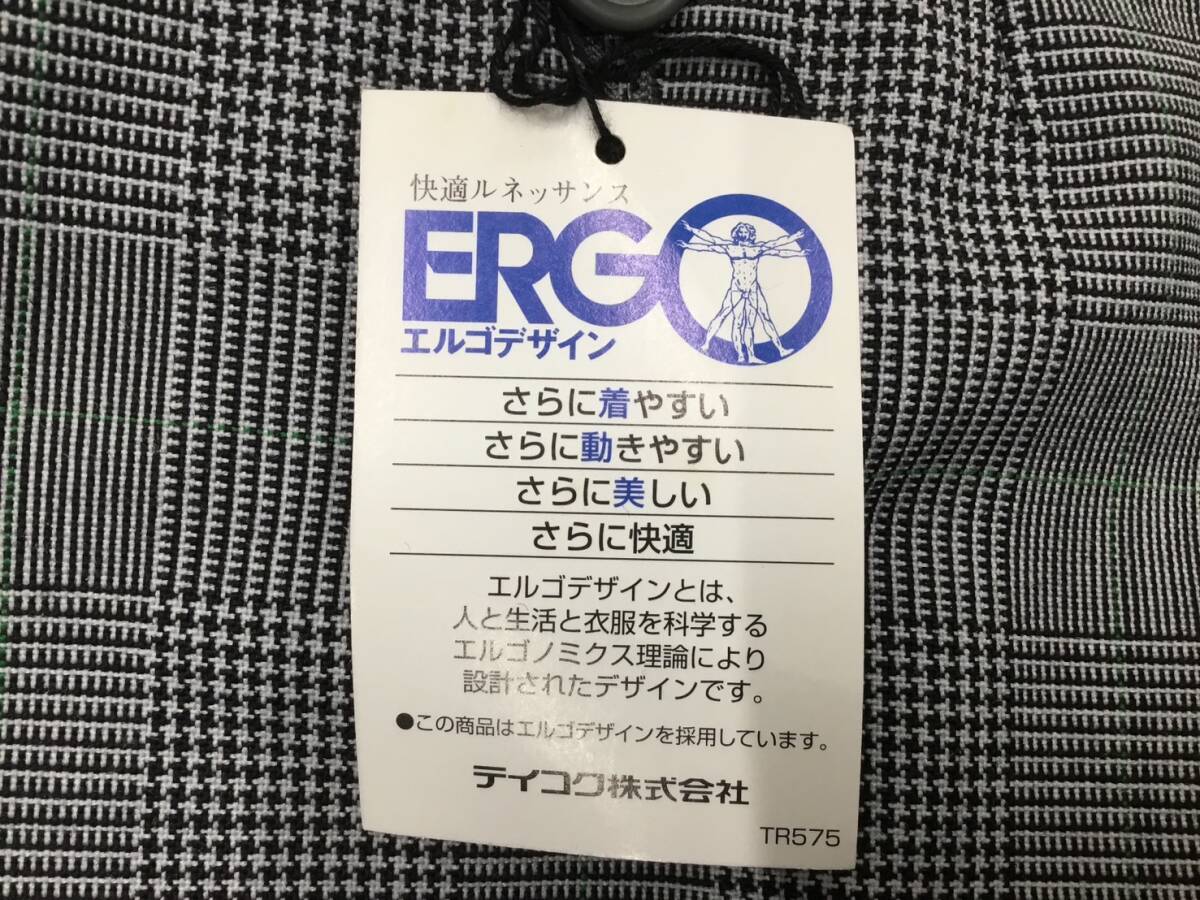 快適ルネッサンス
ERGO
エルゴデザイン
さらに着やすい
さらに動きやすい
さらに美しい
さらに快適
エルゴデザインとは、
人と生活と衣服を科学する
エルゴノミクス理論により
設計されたデザインです。
●この商品はエルゴデザインを採用しています。
テイコク株式会社
TR575